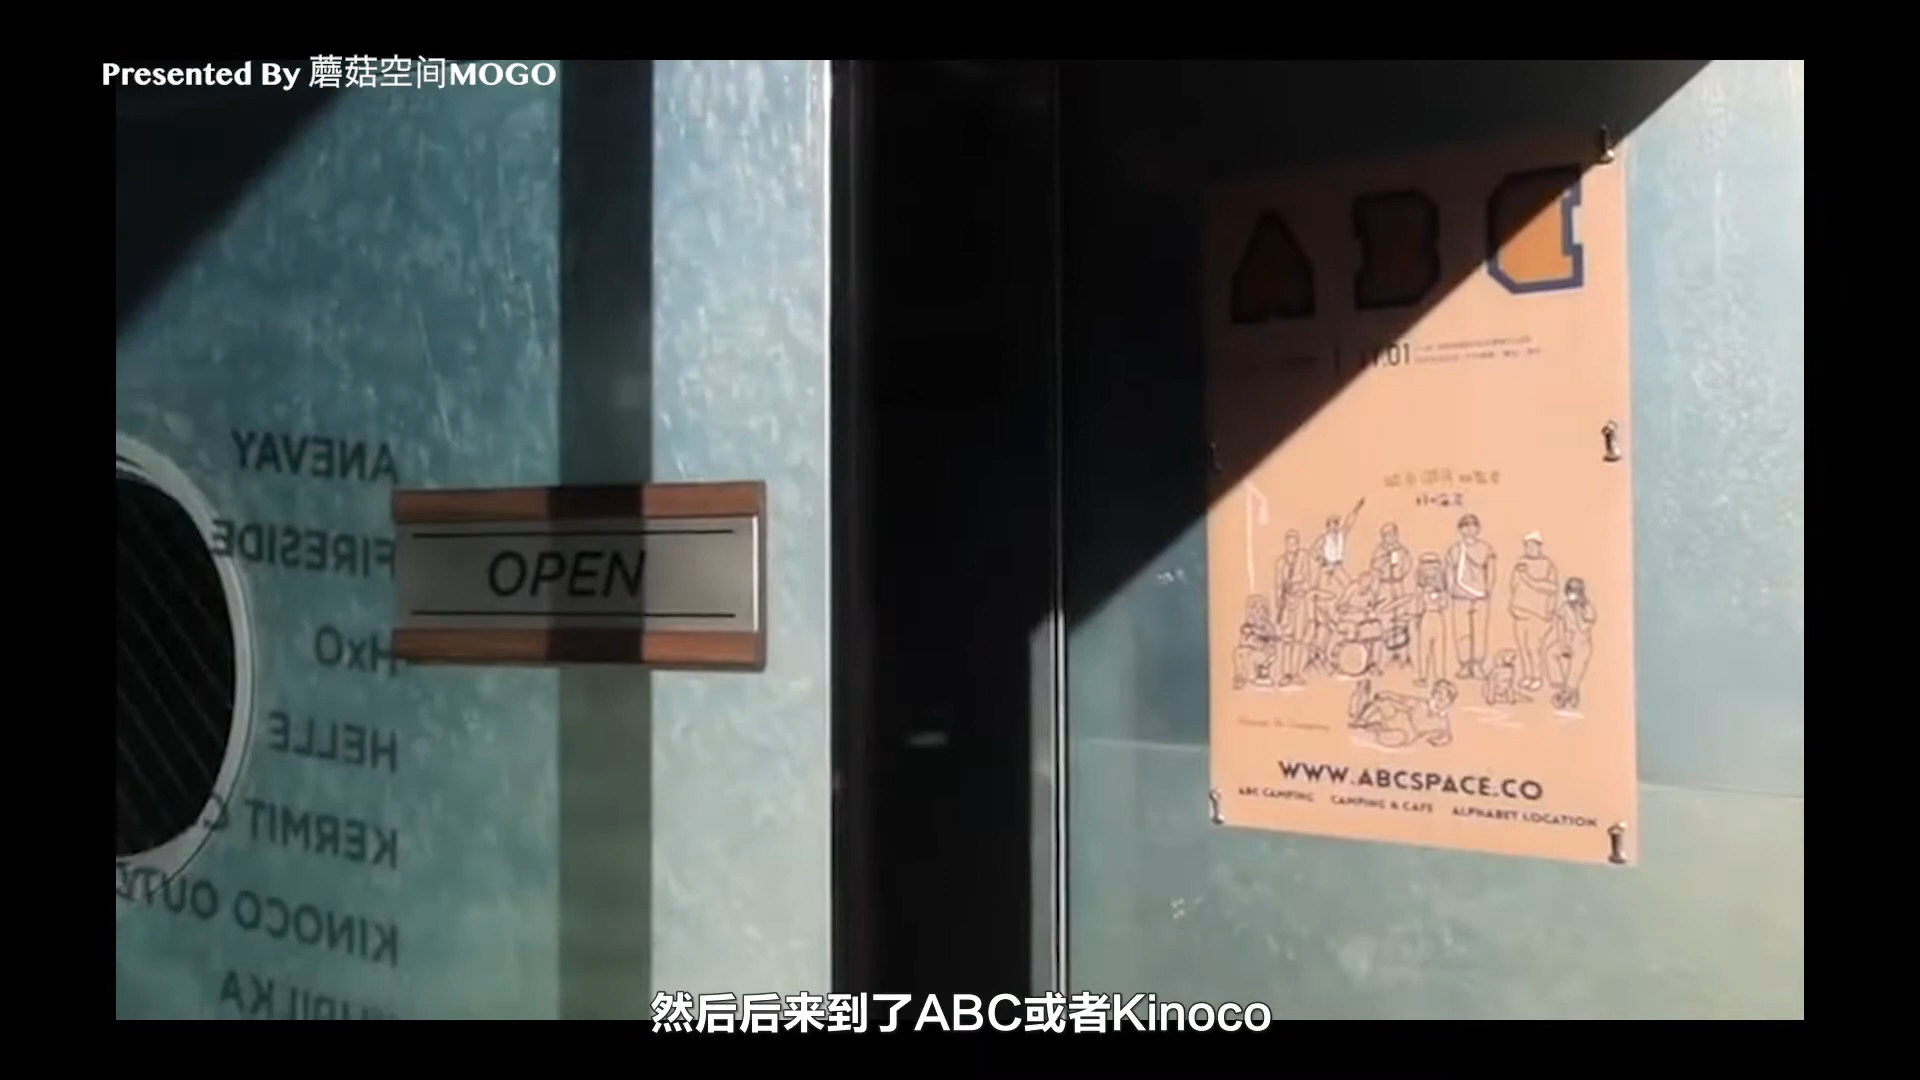 Presented By 蘑菇空间MOGO
ABC
ANEVAY
FIRESIDE
OPEN
HxO
HELLE
KERMIT
KINOCO
WWW.ABCSPACE.CO
ABC CAMPING CAMPING & CAFE ALPHABET LOCATION
然后后来到了ABC或者Kinoco